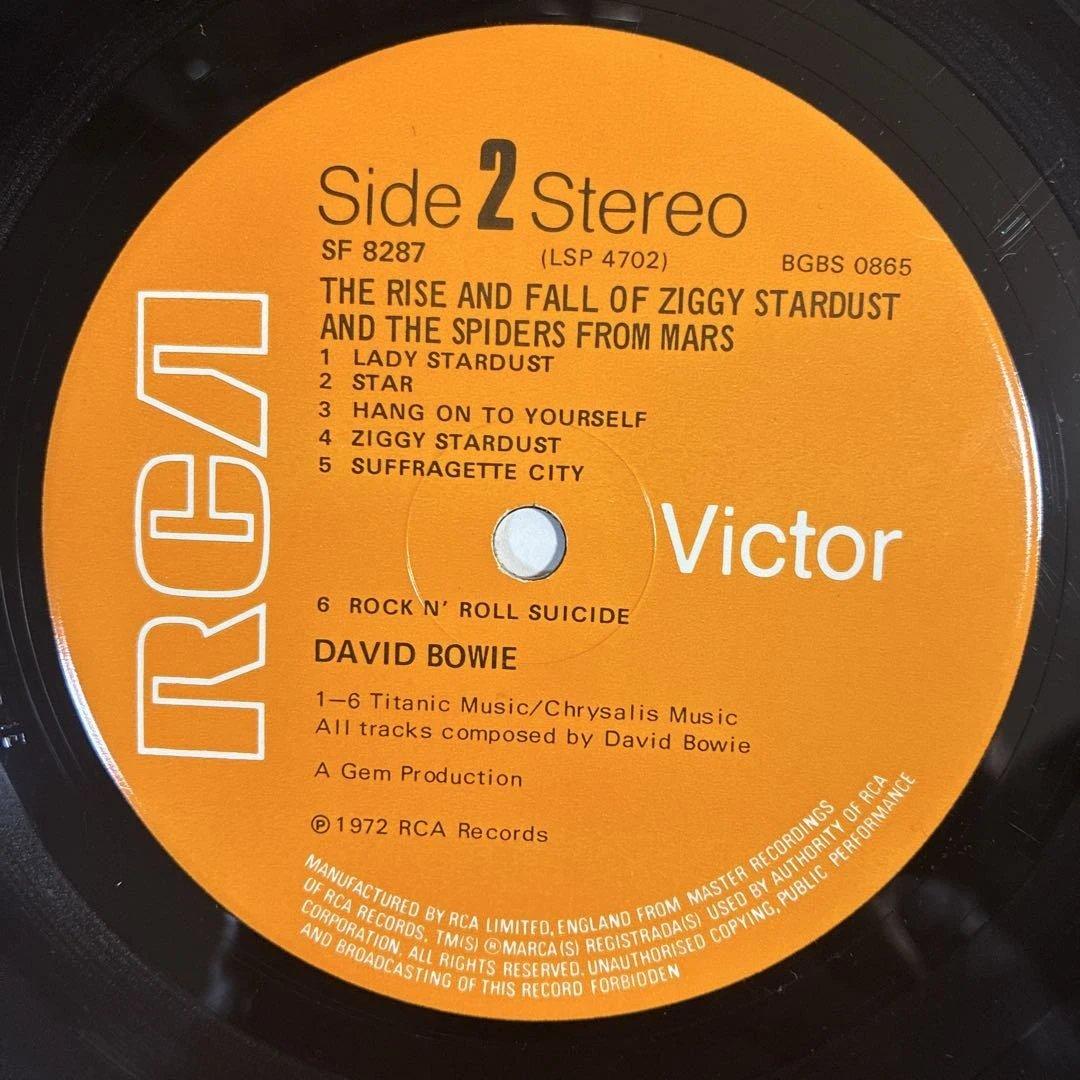 Side 2 Stereo
SF 8287 (LSP 4702) BGBS 0865
THE RISE AND FALL OF ZIGGY STARDUST
AND THE SPIDERS FROM MARS
1 LADY STARDUST
2 STAR
3 HANG ON TO YOURSELF
4 ZIGGY STARDUST
5 SUFFRAGETTE CITY
RCA
Victor
6 ROCK N' ROLL SUICIDE
DAVID BOWIE
1—6 Titanic Music/Chrysalis Music
All tracks composed by David Bowie
A Gem Production
℗ 1972 RCA Records
MANUFACTURED BY RCA LIMITED, ENGLAND FROM MASTER RECORDINGS
OF RCA RECORDS, TM(S) ® MARCA(S) REGISTRADA(S) USED BY AUTHORITY OF RCA
CORPORATION. ALL RIGHTS RESERVED. UNAUTHORISED COPYING, PUBLIC PERFORMANCE
AND BROADCASTING OF THIS RECORD FORBIDDEN